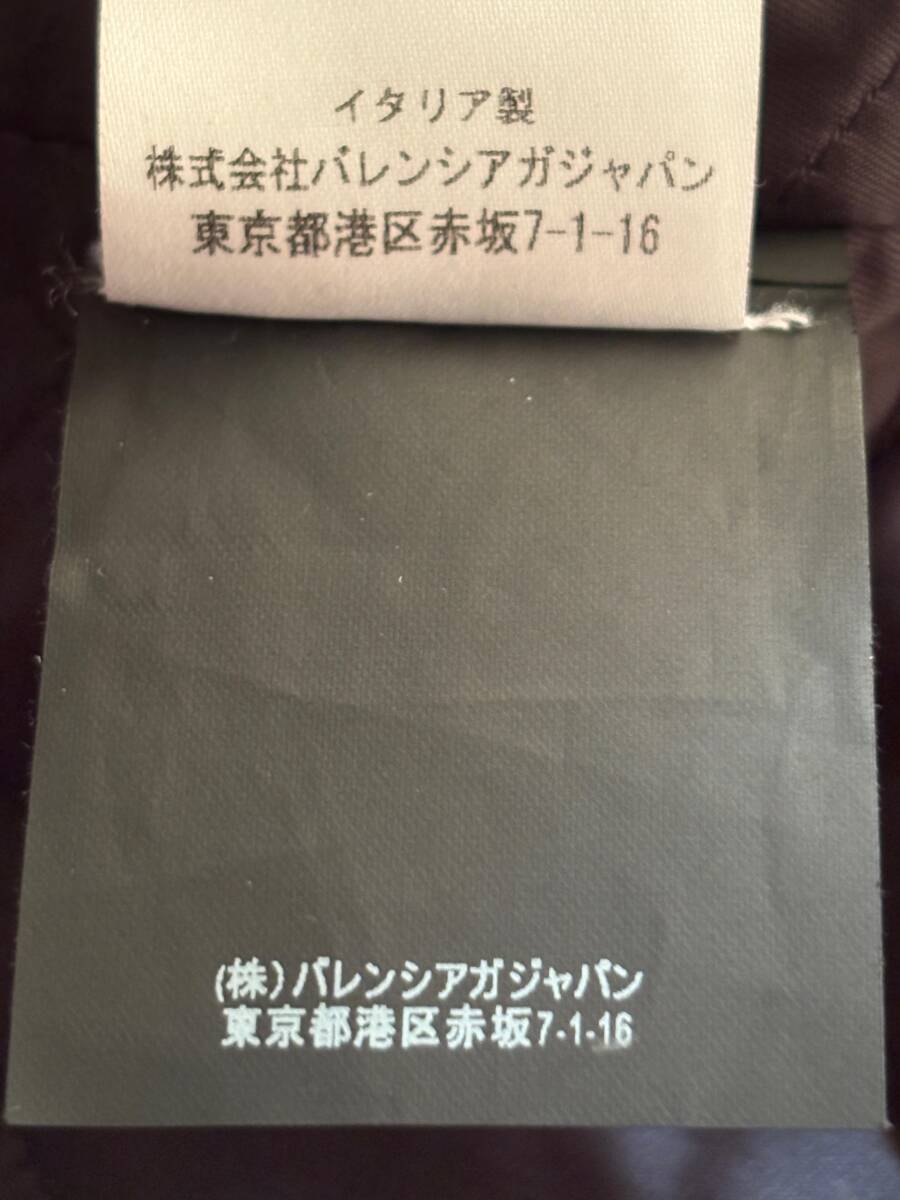 イタリア製
株式会社バレンシアガジャパン
東京都港区赤坂7-1-16
(株)バレンシアガジャパン
東京都港区赤坂7-1-16